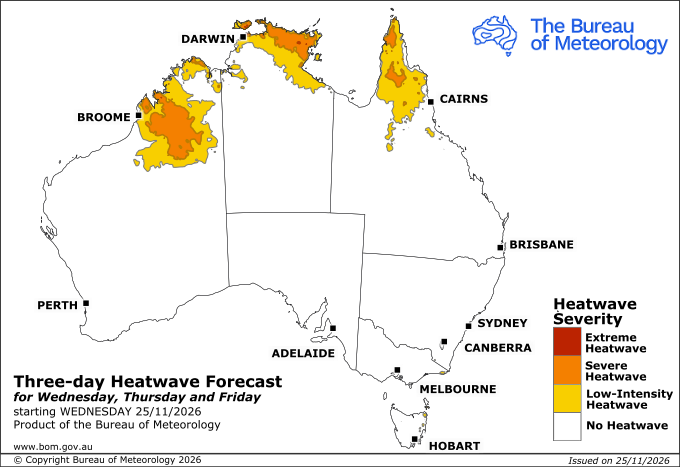 The Bureau
of Meteorology
DARWIN
CAIRNS
BROOME
BRISBANE
PERTH
SYDNEY
CANBERRA
ADELAIDE
MELBOURNE
HOBART
Heatwave
Severity
Extreme
Heatwave
Severe
Heatwave
Low-Intensity
Heatwave
No Heatwave
Three-day Heatwave Forecast
for Wednesday, Thursday and Friday
starting WEDNESDAY 25/11/2026
Product of the Bureau of Meteorology
www.bom.gov.au
© Copyright Bureau of Meteorology 2026
Issued on 25/11/2026